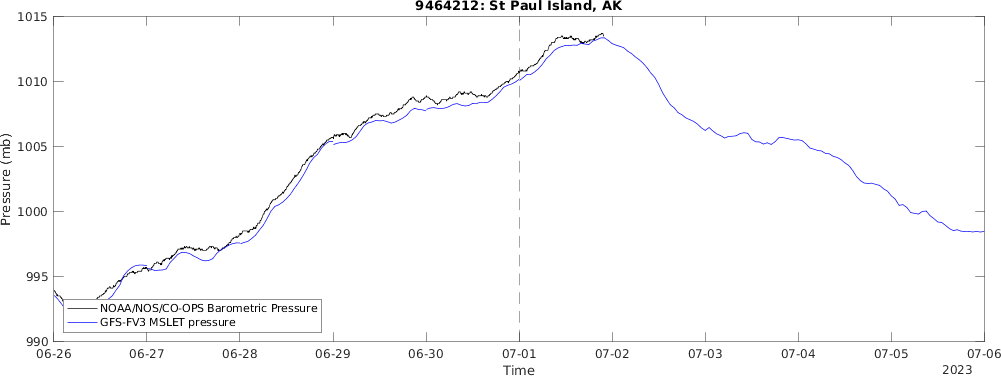 9464212: St Paul Island, AK
Pressure (mb)
1015
1010
1005
1000
995
990
NOAA/NOS/CO-OPS Barometric Pressure
GFS-FV3 MSLET pressure
06-26 06-27 06-28 06-29 06-30 07-01 07-02 07-03 07-04 07-05 07-06
Time
2023